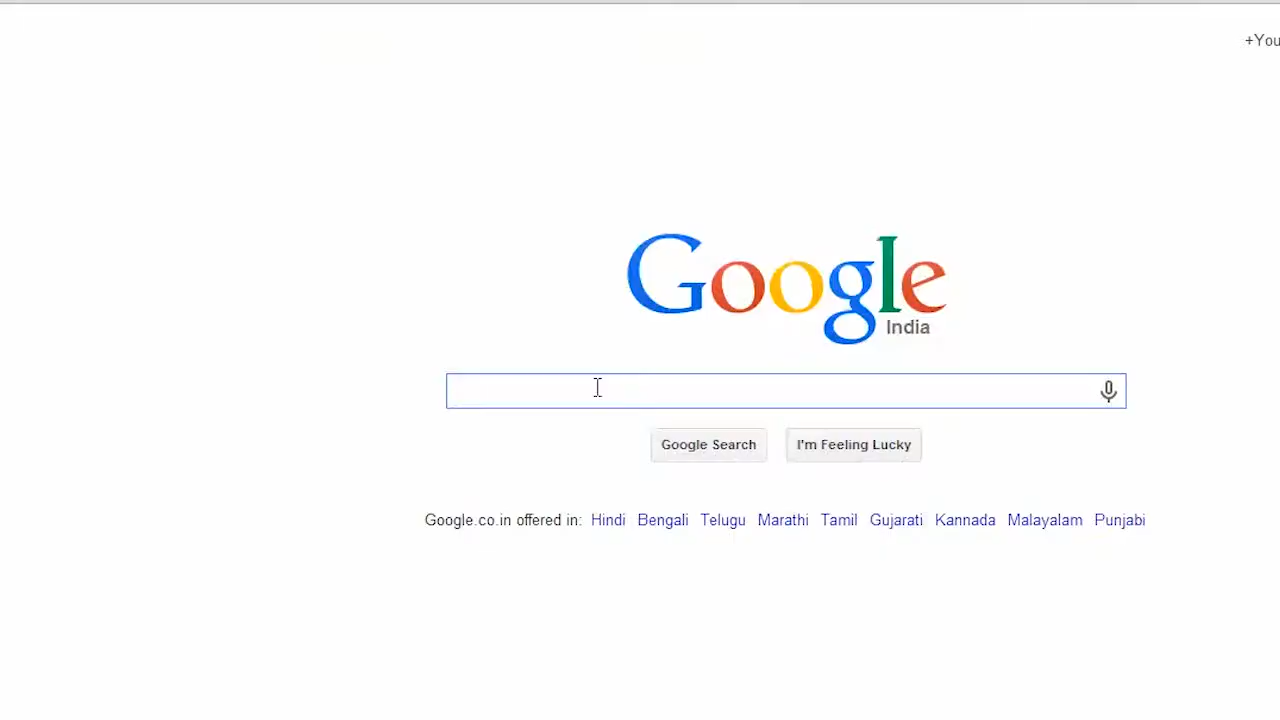 +You
Google
India
Google Search
I'm Feeling Lucky
Google.co.in offered in: Hindi Bengali Telugu Marathi Tamil Gujarati Kannada Malayalam Punjabi